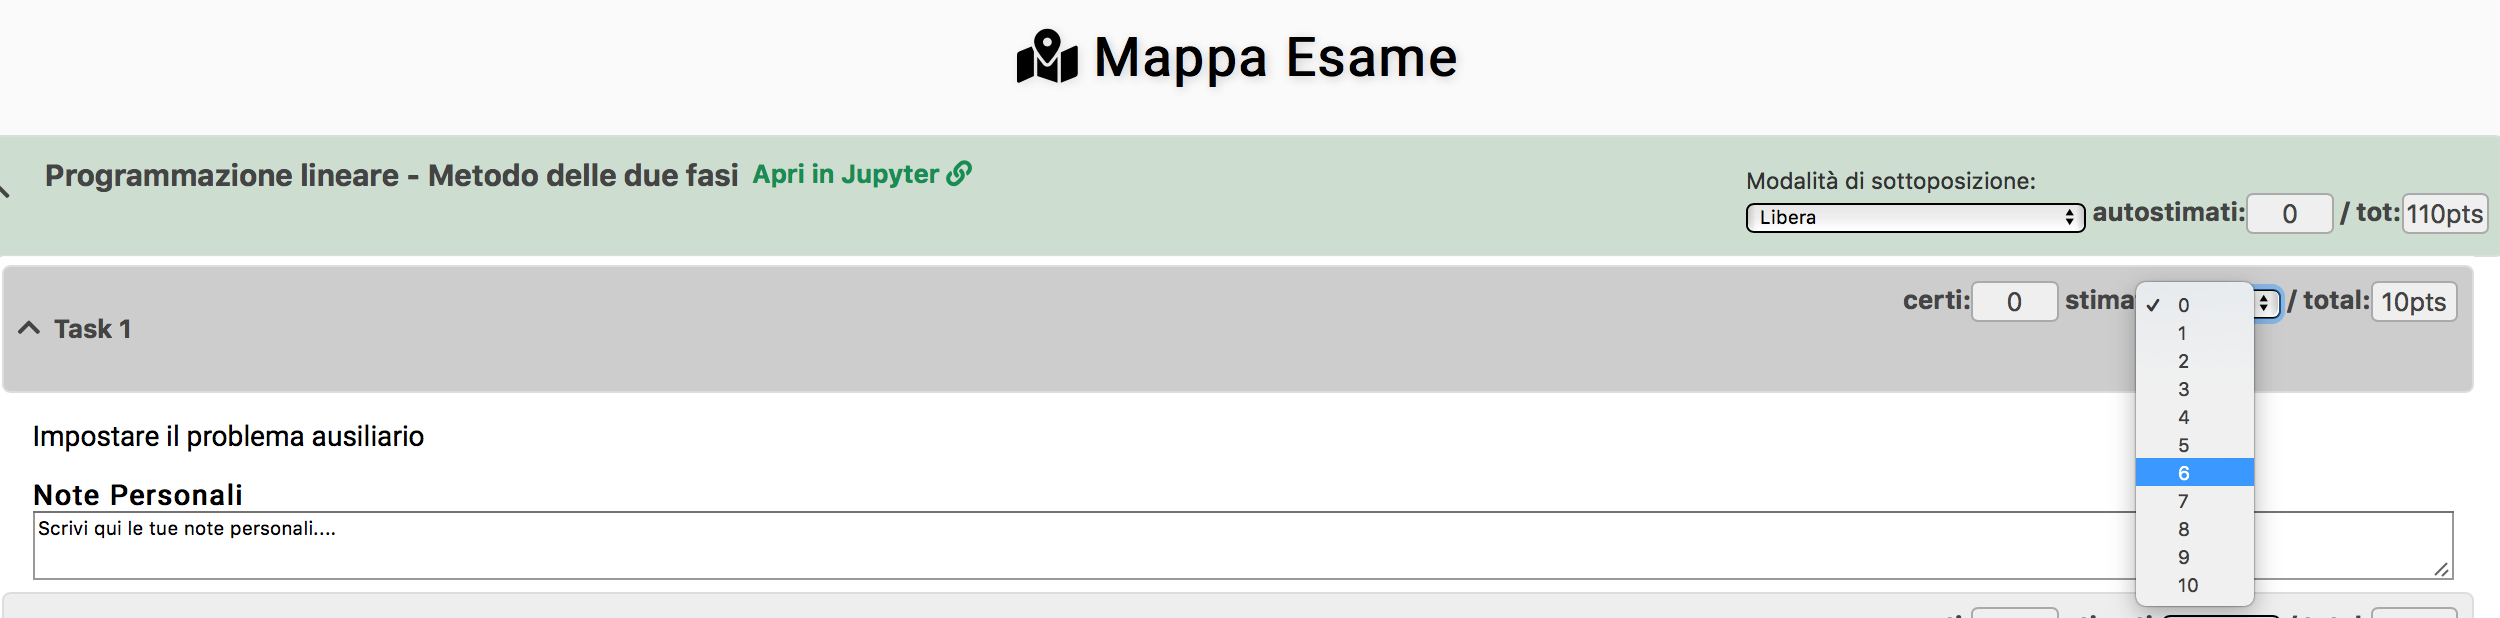 Mappa Esame
Programmazione lineare - Metodo delle due fasi Apri in Jupyter
Modalità di sottoposizione:
Libera autostimati: 0 / tot: 110pts
Task 1
certi: 0 stima / total: 10pts
0
1
2
3
4
5
6
7
8
9
10
Impostare il problema ausiliario
Note Personali
Scrivi qui le tue note personali....